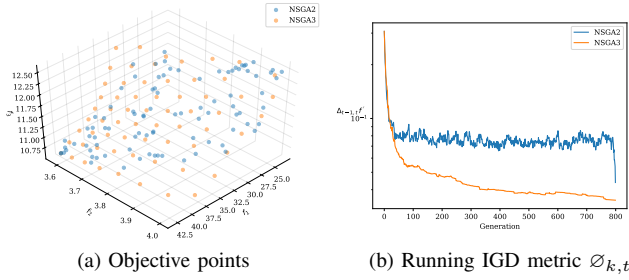 NSGA2
NSGA3
12.50
12.25
12.00
11.75
11.50
11.25
11.00
10.75
3.6
3.7
3.8
3.9
4.0
42.5
40.0
37.5
35.0
32.5
30.0
27.5
25.0
(a) Objective points
NSGA2
NSGA3
10⁻¹
0 100 200 300 400 500 600 700 800
Generation
(b) Running IGD metric ∅ₖ,ₜ